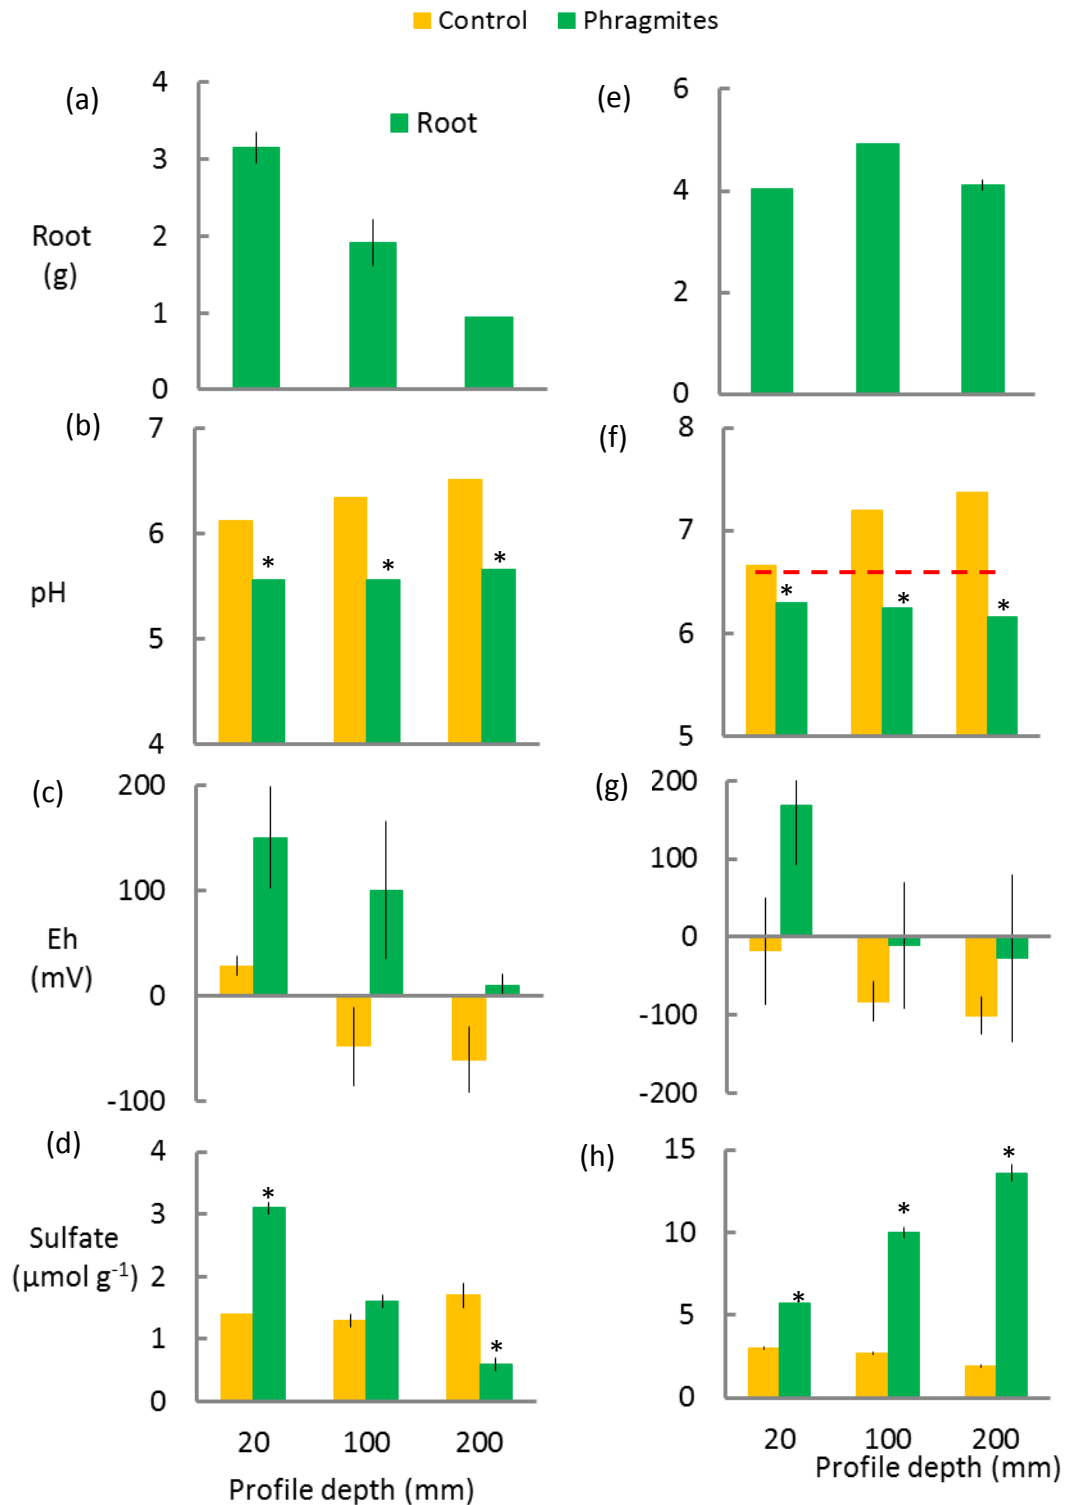 Control Phragmites
(a)
4
3
2
1
0
Root
(g)
Root
(e)
6
4
2
0
(b)
7
6
5
4
pH
* * *
(f)
8
7
6
5
* * *
(c)
200
100
0
-100
Eh
(mV)
(g)
200
100
0
-100
-200
(d)
4
3
2
1
0
Sulfate
(µmol g⁻¹)
* *
20 100 200
Profile depth (mm)
(h)
15
10
5
0
* * *
20 100 200
Profile depth (mm)